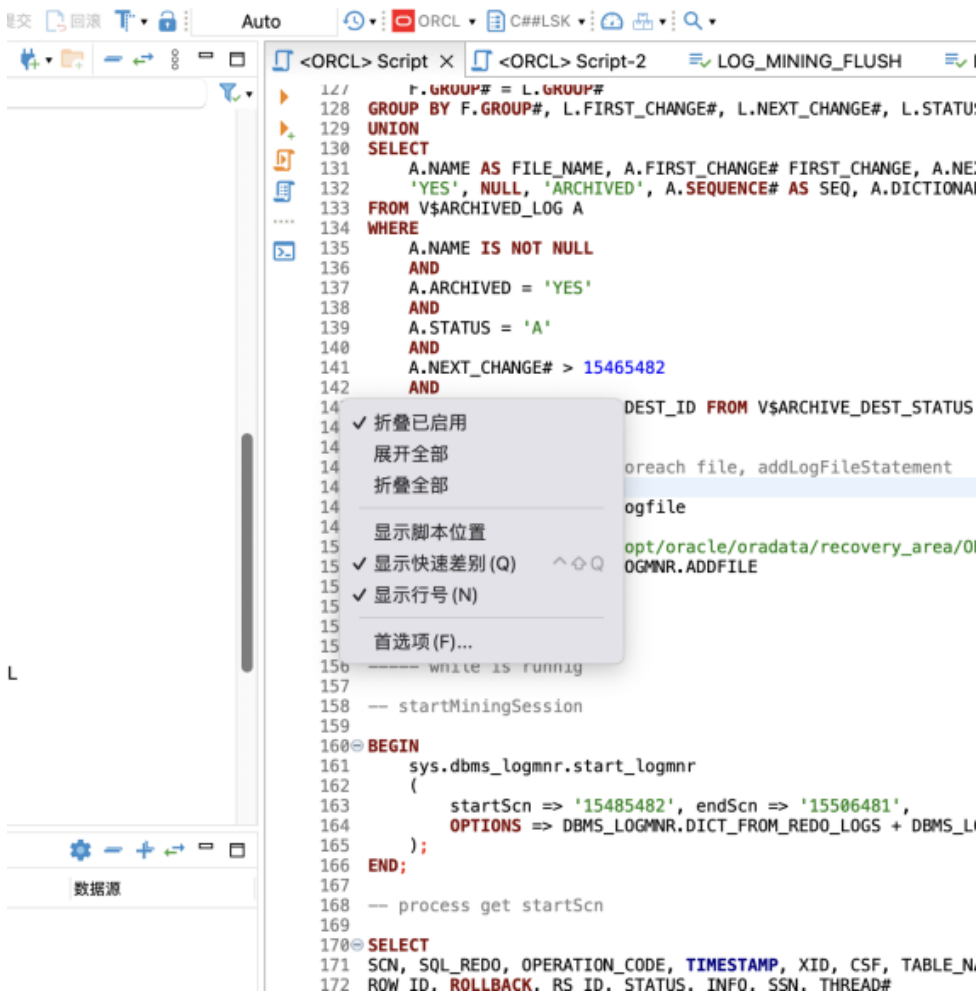 回滚 Auto ORCL C##LSK
<ORCL> Script <ORCL> Script-2 LOG_MINING_FLUSH
127 F.GROUP# = L.GROUP#
128 GROUP BY F.GROUP#, L.FIRST_CHANGE#, L.NEXT_CHANGE#, L.STATUS
129 UNION
130 SELECT
131 A.NAME AS FILE_NAME, A.FIRST_CHANGE# FIRST_CHANGE, A.NE
132 'YES', NULL, 'ARCHIVED', A.SEQUENCE# AS SEQ, A.DICTIONA
133 FROM V$ARCHIVED_LOG A
134 WHERE
135 A.NAME IS NOT NULL
136 AND
137 A.ARCHIVED = 'YES'
138 AND
139 A.STATUS = 'A'
140 AND
141 A.NEXT_CHANGE# > 15465482
142 AND
DEST_ID FROM V$ARCHIVE_DEST_STATUS
折叠已启用
展开全部
oreach file, addLogFileStatement
折叠全部
ogfile
显示脚本位置
opt/oracle/oradata/recovery_area/O
显示快速差别(Q) ^⇧Q
OGMNR.ADDFILE
显示行号(N)
首选项(F)...
156 ----- while is runnig
L
157
158 -- startMiningSession
159
160 BEGIN
161 sys.dbms_logmnr.start_logmnr
162 (
163 startScn => '15485482', endScn => '15506481',
164 OPTIONS => DBMS_LOGMNR.DICT_FROM_REDO_LOGS + DBMS_L
165 );
166 END;
167
数据源
168 -- process get startScn
169
170 SELECT
171 SCN, SQL_REDO, OPERATION_CODE, TIMESTAMP, XID, CSF, TABLE_N
172 ROW_ID, ROLLBACK, RS_ID, STATUS, INFO, SSN, THREAD#